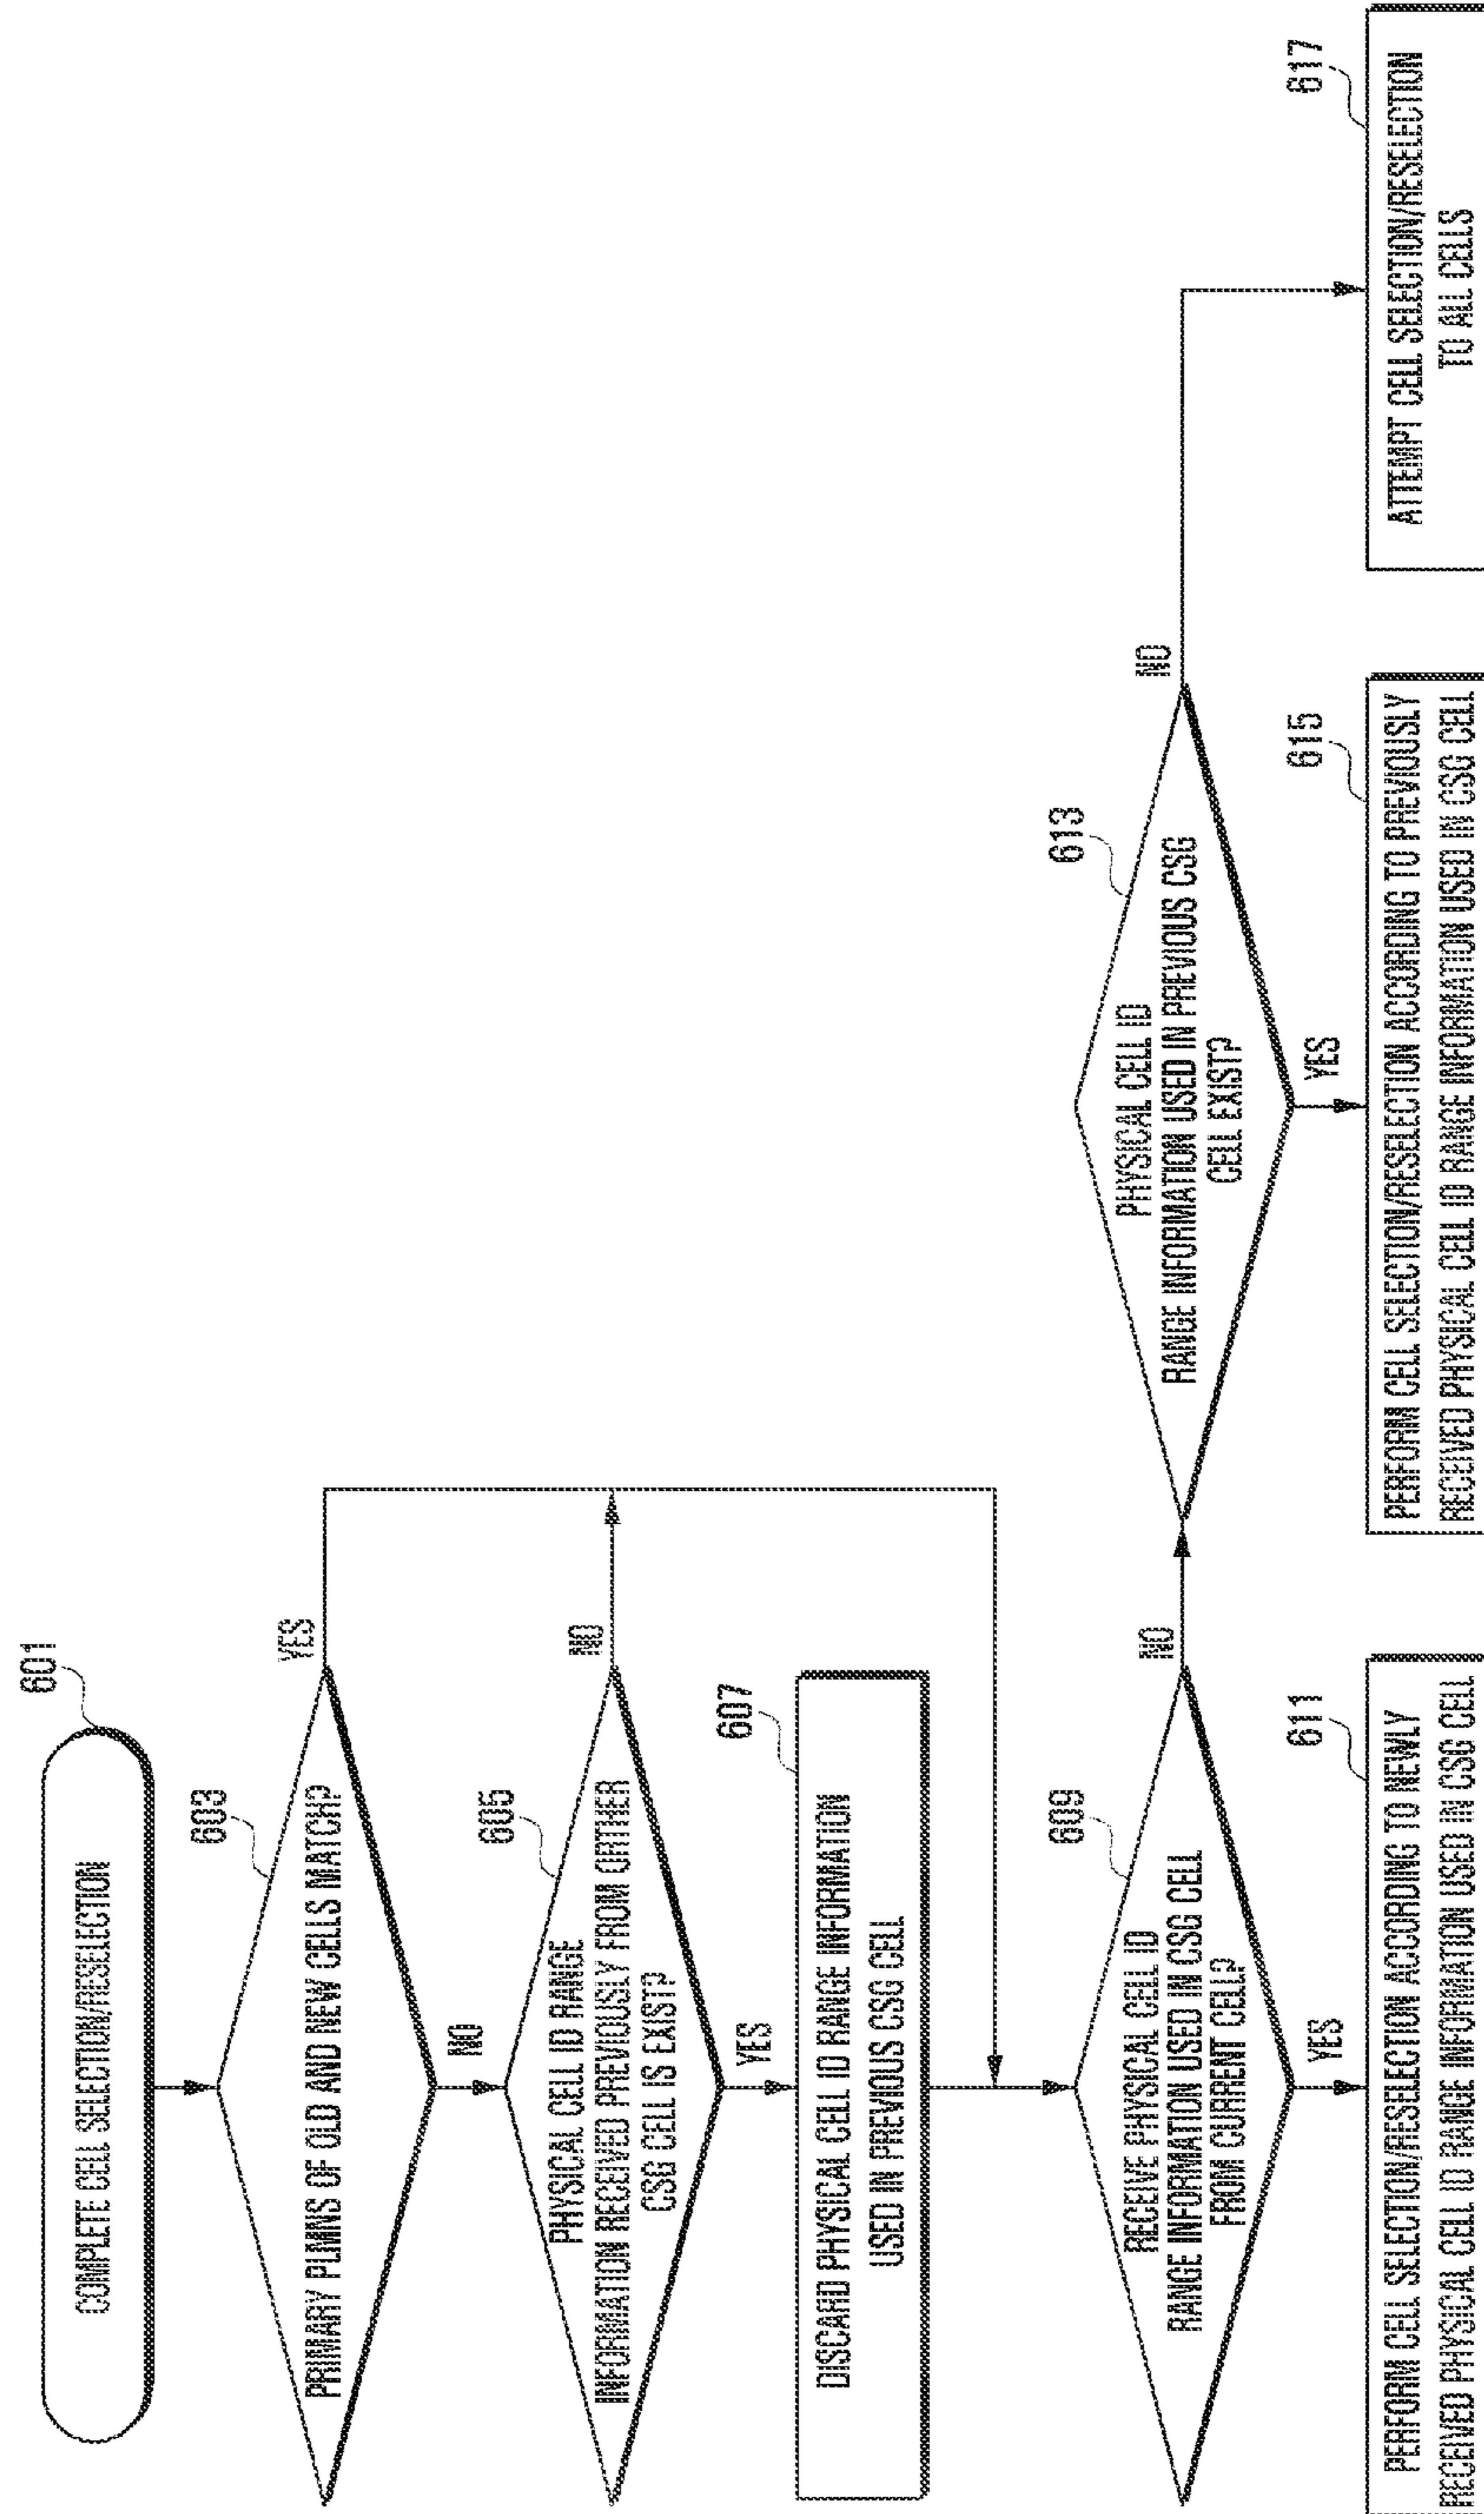 601
COMPLETE CELL SELECTION/RESELECTION
603
PRIMARY PLMNS OF OLD AND NEW CELLS MATCH?
YES
NO
605
PHYSICAL CELL ID RANGE
INFORMATION RECEIVED PREVIOUSLY FROM ORTHER
CSG CELL IS EXIST?
NO
YES
607
DISCARD PHYSICAL CELL ID RANGE INFORMATION
USED IN PREVIOUS CSG CELL
609
RECEIVE PHYSICAL CELL ID
RANGE INFORMATION USED IN CSG CELL
FROM CURRENT CELL?
NO
YES
611
PERFORM CELL SELECTION/RESELECTION ACCORDING TO NEWLY
RECEIVED PHYSICAL CELL ID RANGE INFORMATION USED IN CSG CELL
613
PHYSICAL CELL ID
RANGE INFORMATION USED IN PREVIOUS CSG
CELL EXIST?
NO
YES
615
PERFORM CELL SELECTION/RESELECTION ACCORDING TO PREVIOUSLY
RECEIVED PHYSICAL CELL ID RANGE INFORMATION USED IN CSG CELL
617
ATTEMPT CELL SELECTION/RESELECTION
TO ALL CELLS